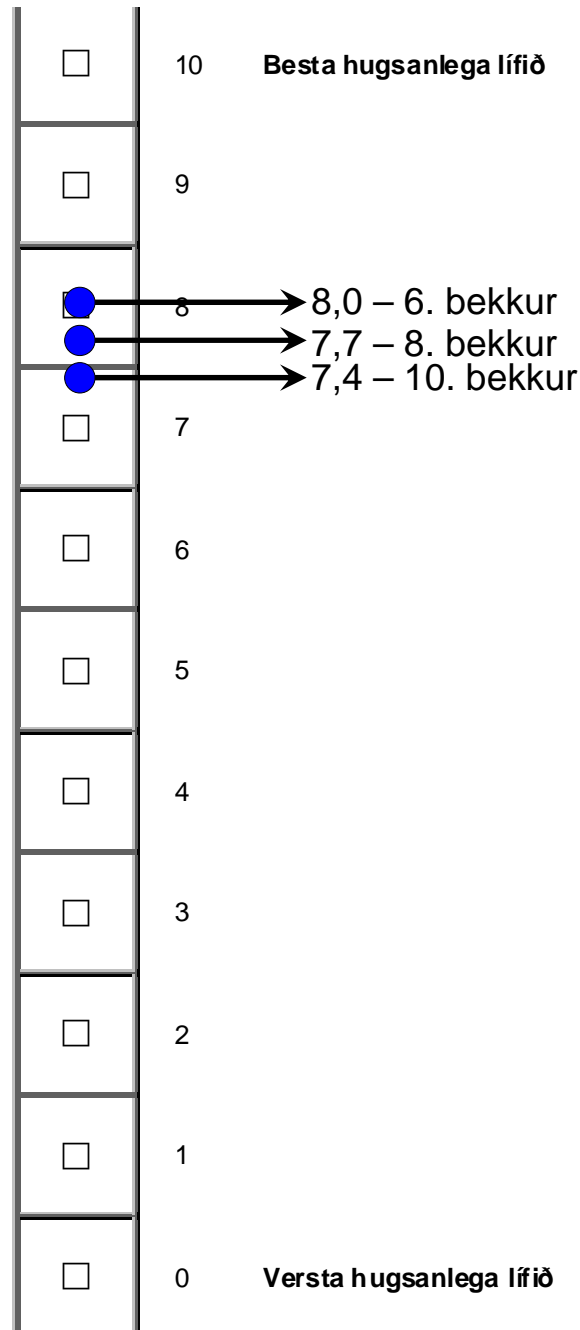 10 Besta hugsanlega lífið
9
8
8,0 – 6. bekkur
7,7 – 8. bekkur
7,4 – 10. bekkur
7
6
5
4
3
2
1
0 Versta hugsanlega lífið